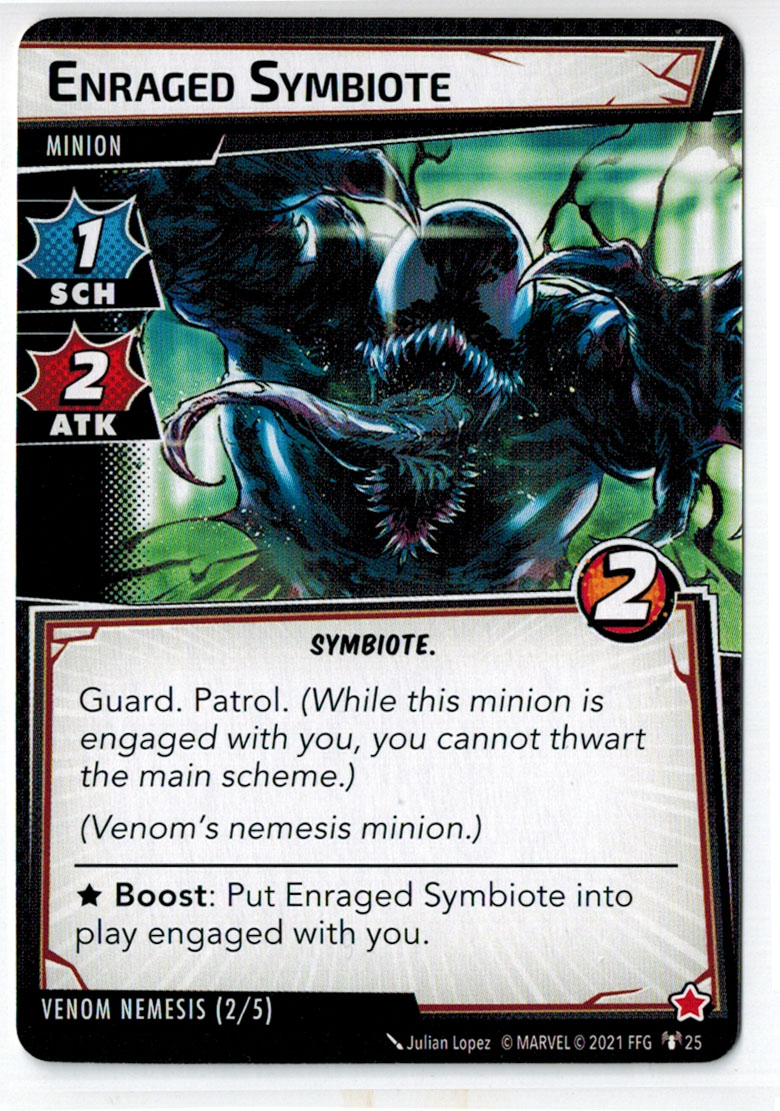 ENRAGED SYMBIOTE
MINION
1
SCH
2
ATK
2
SYMBIOTE.
Guard. Patrol. (While this minion is
engaged with you, you cannot thwart
the main scheme.)
(Venom's nemesis minion.)
★ Boost: Put Enraged Symbiote into
play engaged with you.
VENOM NEMESIS (2/5)
Julian Lopez © MARVEL © 2021 FFG 25